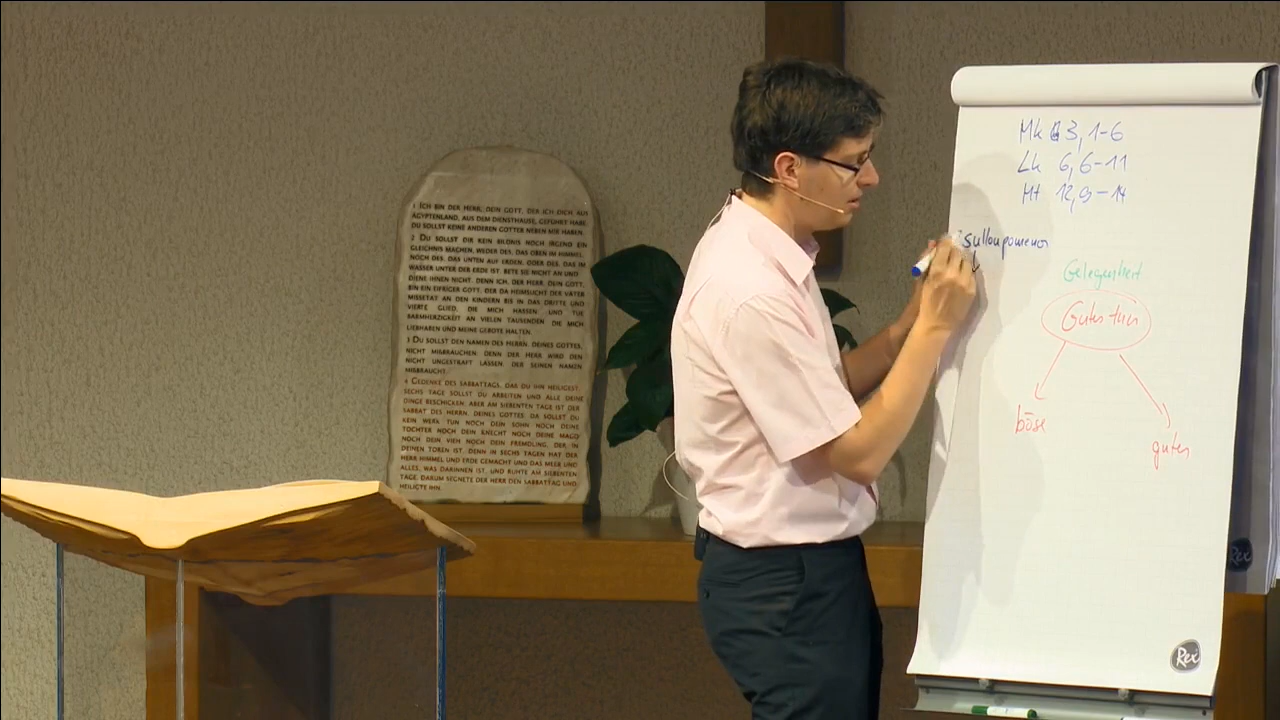 1 ICH BIN DER HERR, DEIN GOTT, DER ICH DICH AUS
ÄGYPTENLAND, AUS DEM DIENSTHAUSE, GEFÜHRT HABE.
DU SOLLST KEINE ANDEREN GÖTTER NEBEN MIR HABEN.
2 DU SOLLST DIR KEIN BILDNIS NOCH IRGEND EIN
GLEICHNIS MACHEN, WEDER DES, DAS OBEN IM HIMMEL,
NOCH DES, DAS UNTEN AUF ERDEN, ODER DES, DAS IM
WASSER UNTER DER ERDE IST. BETE SIE NICHT AN UND
DIENE IHNEN NICHT. DENN ICH, DER HERR, DEIN GOTT,
BIN EIN EIFRIGER GOTT, DER DA HEIMSUCHT DER VÄTER
MISSETAT AN DEN KINDERN BIS IN DAS DRITTE UND
VIERTE GLIED, DIE MICH HASSEN UND TUE
BARMHERZIGKEIT AN VIELEN TAUSENDEN DIE MICH
LIEBHABEN UND MEINE GEBOTE HALTEN.
3 DU SOLLST DEN NAMEN DES HERRN, DEINES GOTTES,
NICHT MISBRAUCHEN: DENN DER HERR WIRD DEN
NICHT UNGESTRAFT LASSEN, DER SEINEN NAMEN
MISBRAUCHT.
4 GEDENKE DES SABBATTAGS, DAS DU IHN HEILIGEST.
SECHS TAGE SOLLST DU ARBEITEN UND ALLE DEINE
DINGE BESCHICKEN, ABER AM SIEBENTEN TAGE IST DER
SABBAT DES HERRN, DEINES GOTTES. DA SOLLST DU
KEIN WERK TUN NOCH DEIN SOHN NOCH DEINE
TOCHTER NOCH DEIN KNECHT NOCH DEINE MAGD
NOCH DEIN VIEH NOCH DEIN FREMDLING, DER IN
DEINEN TOREN IST. DENN IN SECHS TAGEN HAT DER
HERR HIMMEL UND ERDE GEMACHT UND DAS MEER UND
ALLES, WAS DARINNEN IST, UND RUHTE AM SIEBENTEN
TAGE. DARUM SEGNETE DER HERR DEN SABBATTAG UND
HEILIGTE IHN.
Mk 3, 1-6
Lk 6, 6-11
Mt 12, 9-14
sulloupomenos
Gelegenheit
Gutes tun
böse
guten
Rex
Rex